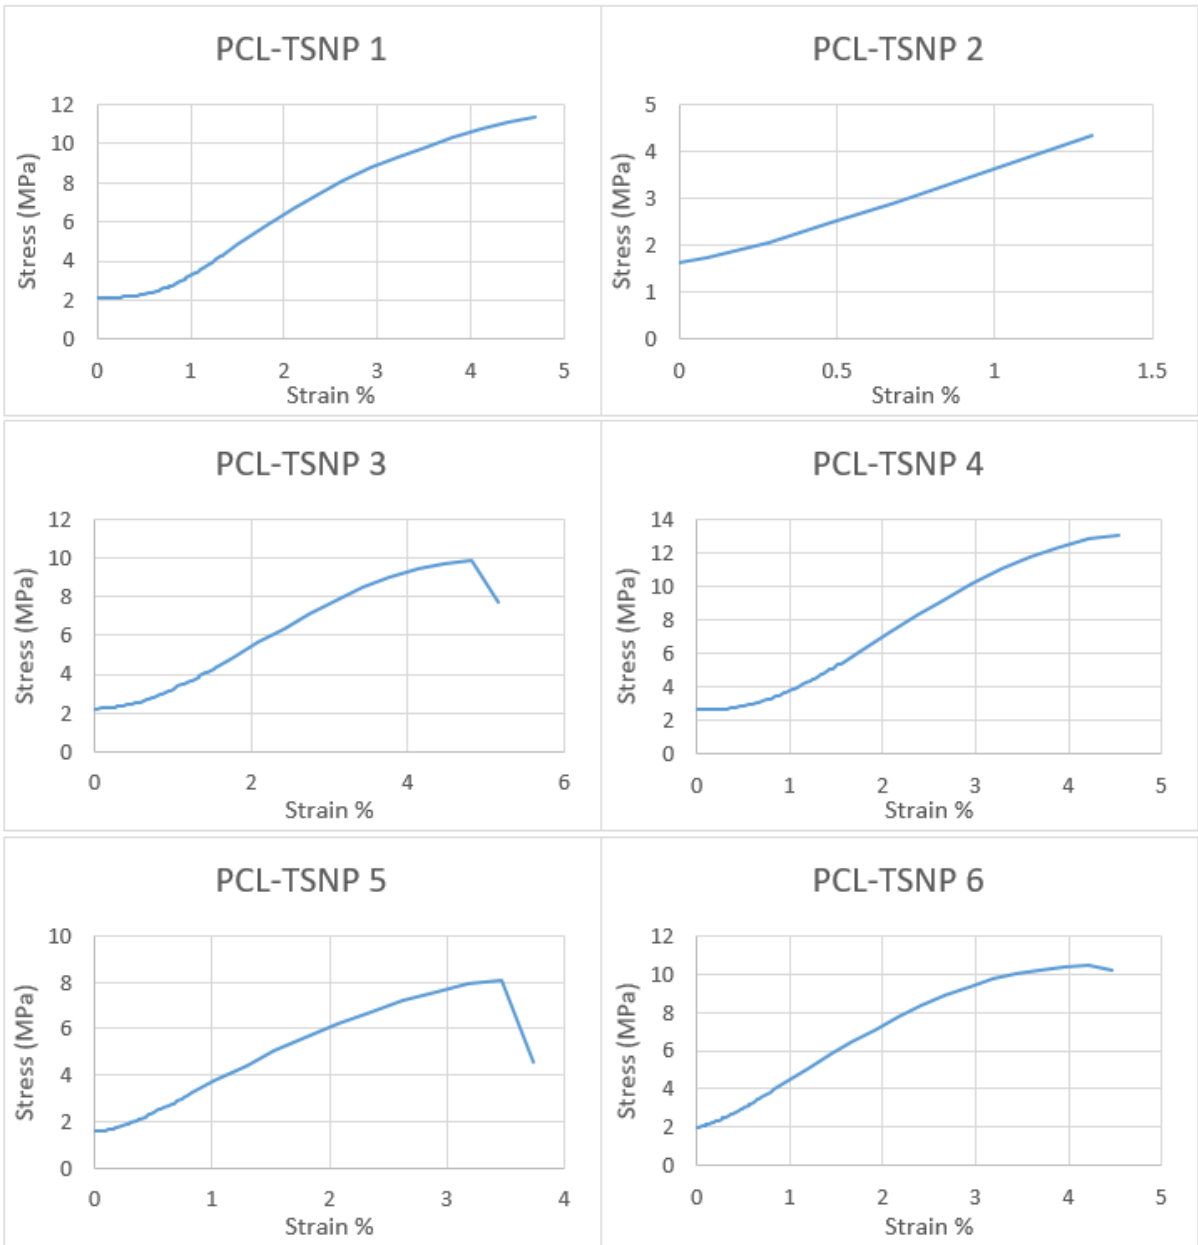 PCL-TSNP 1
12
10
8
6
4
2
0
Stress (MPa)
0 1 2 3 4 5
Strain %
PCL-TSNP 2
5
4
3
2
1
0
Stress (MPa)
0 0.5 1 1.5
Strain %
PCL-TSNP 3
12
10
8
6
4
2
0
Stress (MPa)
0 2 4 6
Strain %
PCL-TSNP 4
14
12
10
8
6
4
2
0
Stress (MPa)
0 1 2 3 4 5
Strain %
PCL-TSNP 5
10
8
6
4
2
0
Stress (MPa)
0 1 2 3 4
Strain %
PCL-TSNP 6
12
10
8
6
4
2
0
Stress (MPa)
0 1 2 3 4 5
Strain %